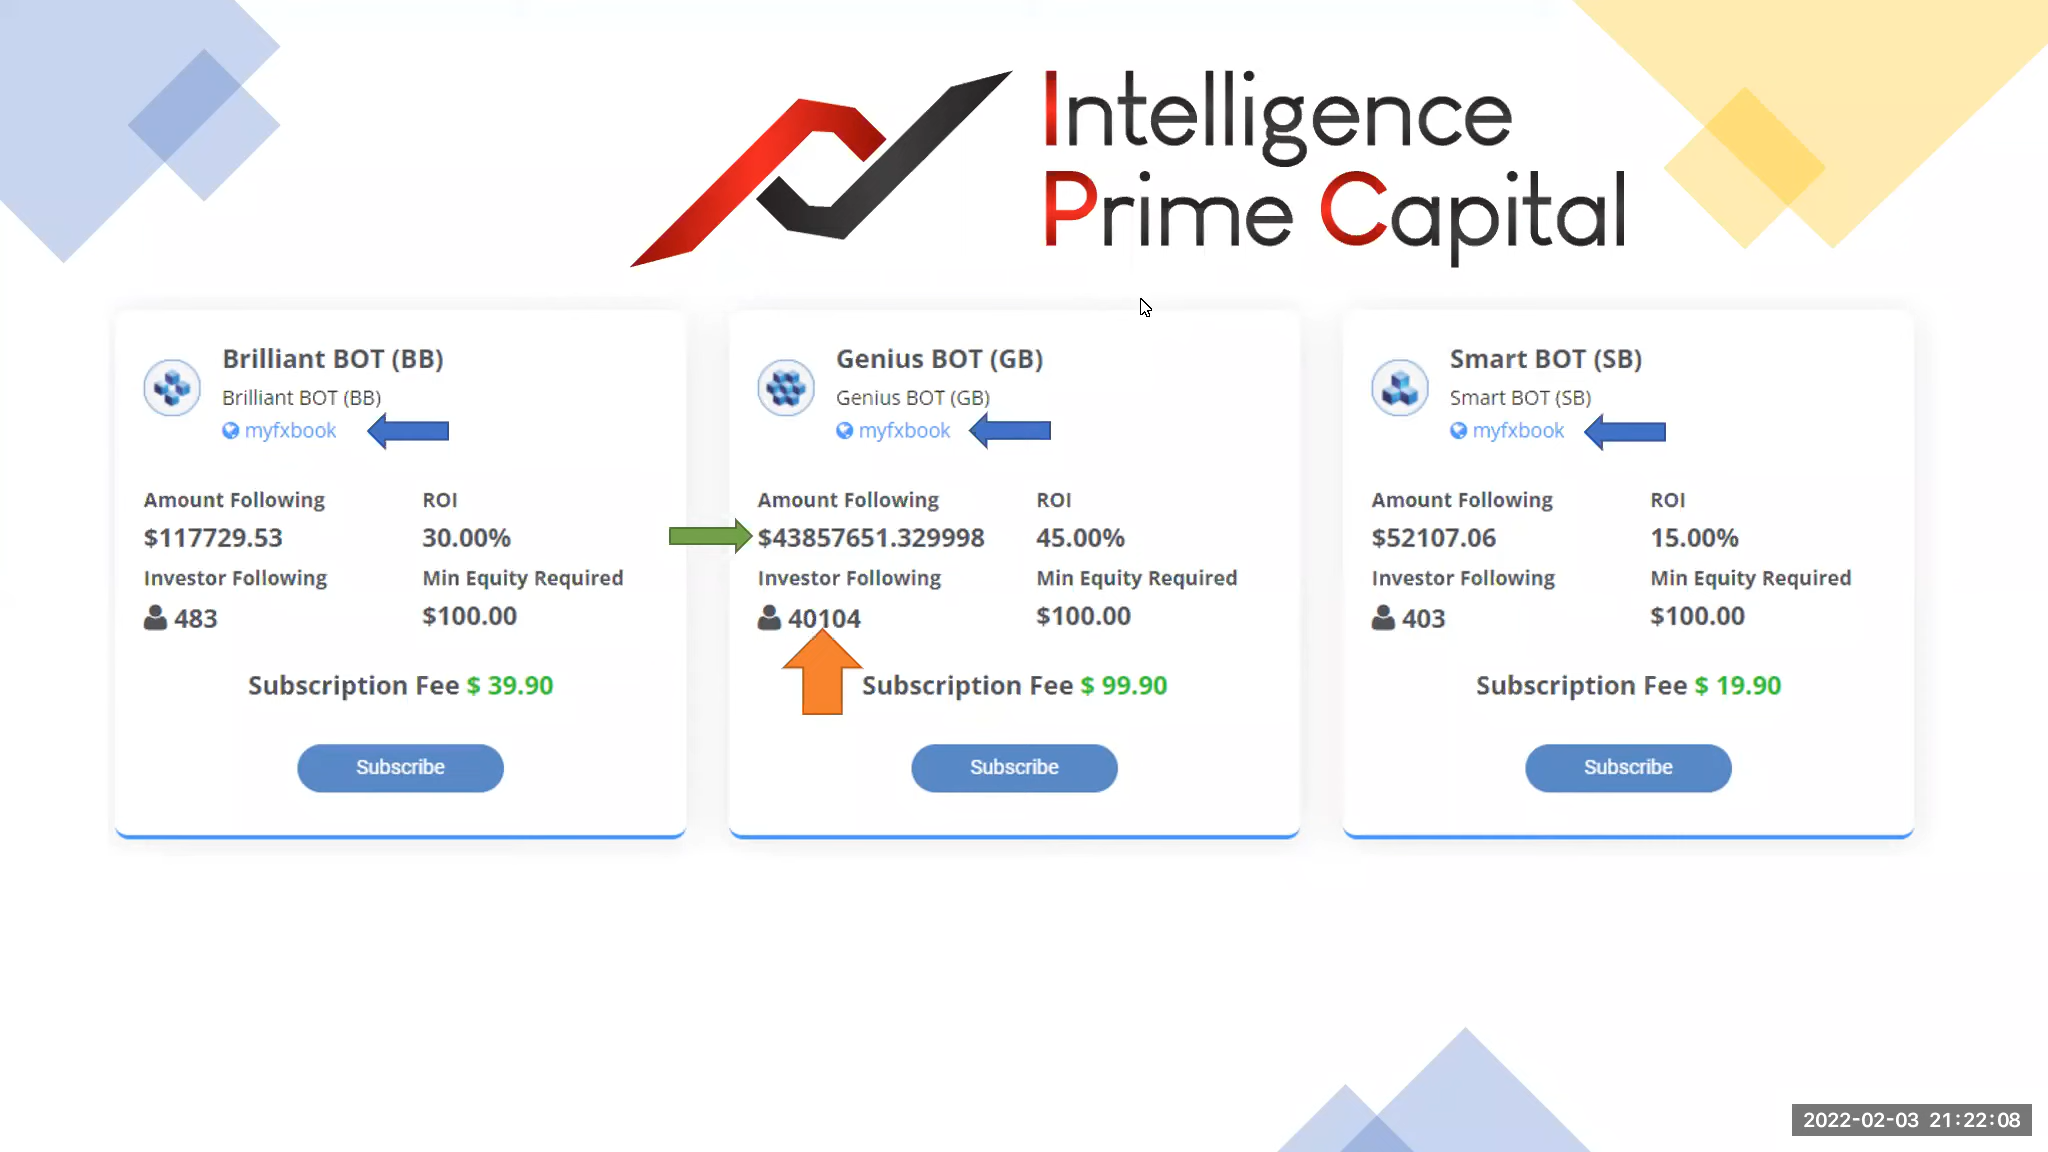 Intelligence
Prime Capital
Brilliant BOT (BB)
Brilliant BOT (BB)
myfxbook
Amount Following ROI
$117729.53 30.00%
Investor Following Min Equity Required
483 $100.00
Subscription Fee $ 39.90
Subscribe
Genius BOT (GB)
Genius BOT (GB)
myfxbook
Amount Following ROI
$43857651.329998 45.00%
Investor Following Min Equity Required
40104 $100.00
Subscription Fee $ 99.90
Subscribe
Smart BOT (SB)
Smart BOT (SB)
myfxbook
Amount Following ROI
$52107.06 15.00%
Investor Following Min Equity Required
403 $100.00
Subscription Fee $ 19.90
Subscribe
2022-02-03 21:22:08